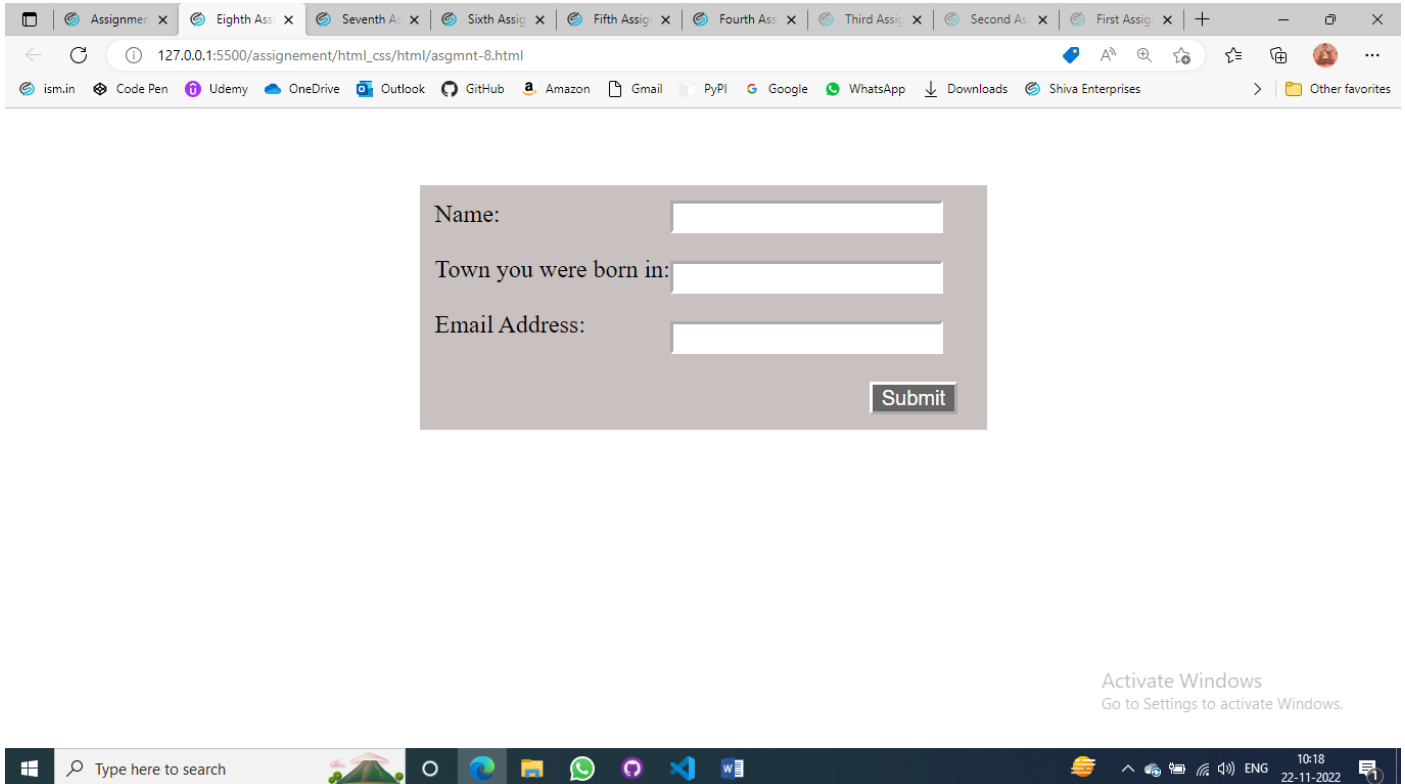 Assignmen Eighth Ass Seventh As Sixth Assig Fifth Assig Fourth Ass Third Assig Second As First Assig
127.0.0.1:5500/assignement/html_css/html/asgmnt-8.html
ism.in Code Pen Udemy OneDrive Outlook GitHub Amazon Gmail PyPI Google WhatsApp Downloads Shiva Enterprises Other favorites
Name:
Town you were born in:
Email Address:
Submit
Activate Windows
Go to Settings to activate Windows.
Type here to search
ENG
10:18
22-11-2022